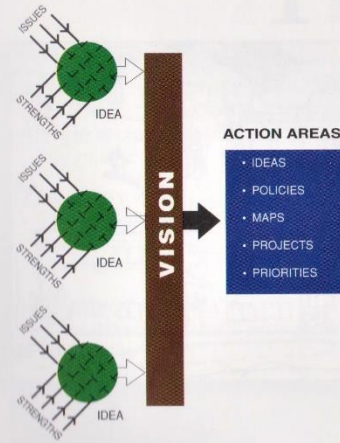 ISSUES
STRENGTHS
IDEA
ISSUES
STRENGTHS
IDEA
ISSUES
STRENGTHS
IDEA
VISION
ACTION AREAS
• IDEAS
• POLICIES
• MAPS
• PROJECTS
• PRIORITIES